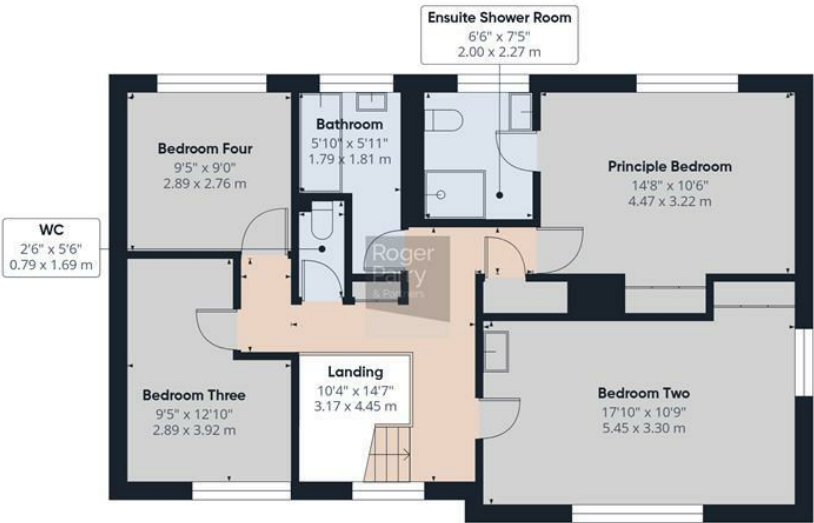 Ensuite Shower Room
6'6" x 7'5"
2.00 x 2.27 m
Bedroom Four
9'5" x 9'0"
2.89 x 2.76 m
Bathroom
5'10" x 5'11"
1.79 x 1.81 m
Principle Bedroom
14'8" x 10'6"
4.47 x 3.22 m
WC
2'6" x 5'6"
0.79 x 1.69 m
Roger
Parry
& Partners
Landing
10'4" x 14'7"
3.17 x 4.45 m
Bedroom Three
9'5" x 12'10"
2.89 x 3.92 m
Bedroom Two
17'10" x 10'9"
5.45 x 3.30 m